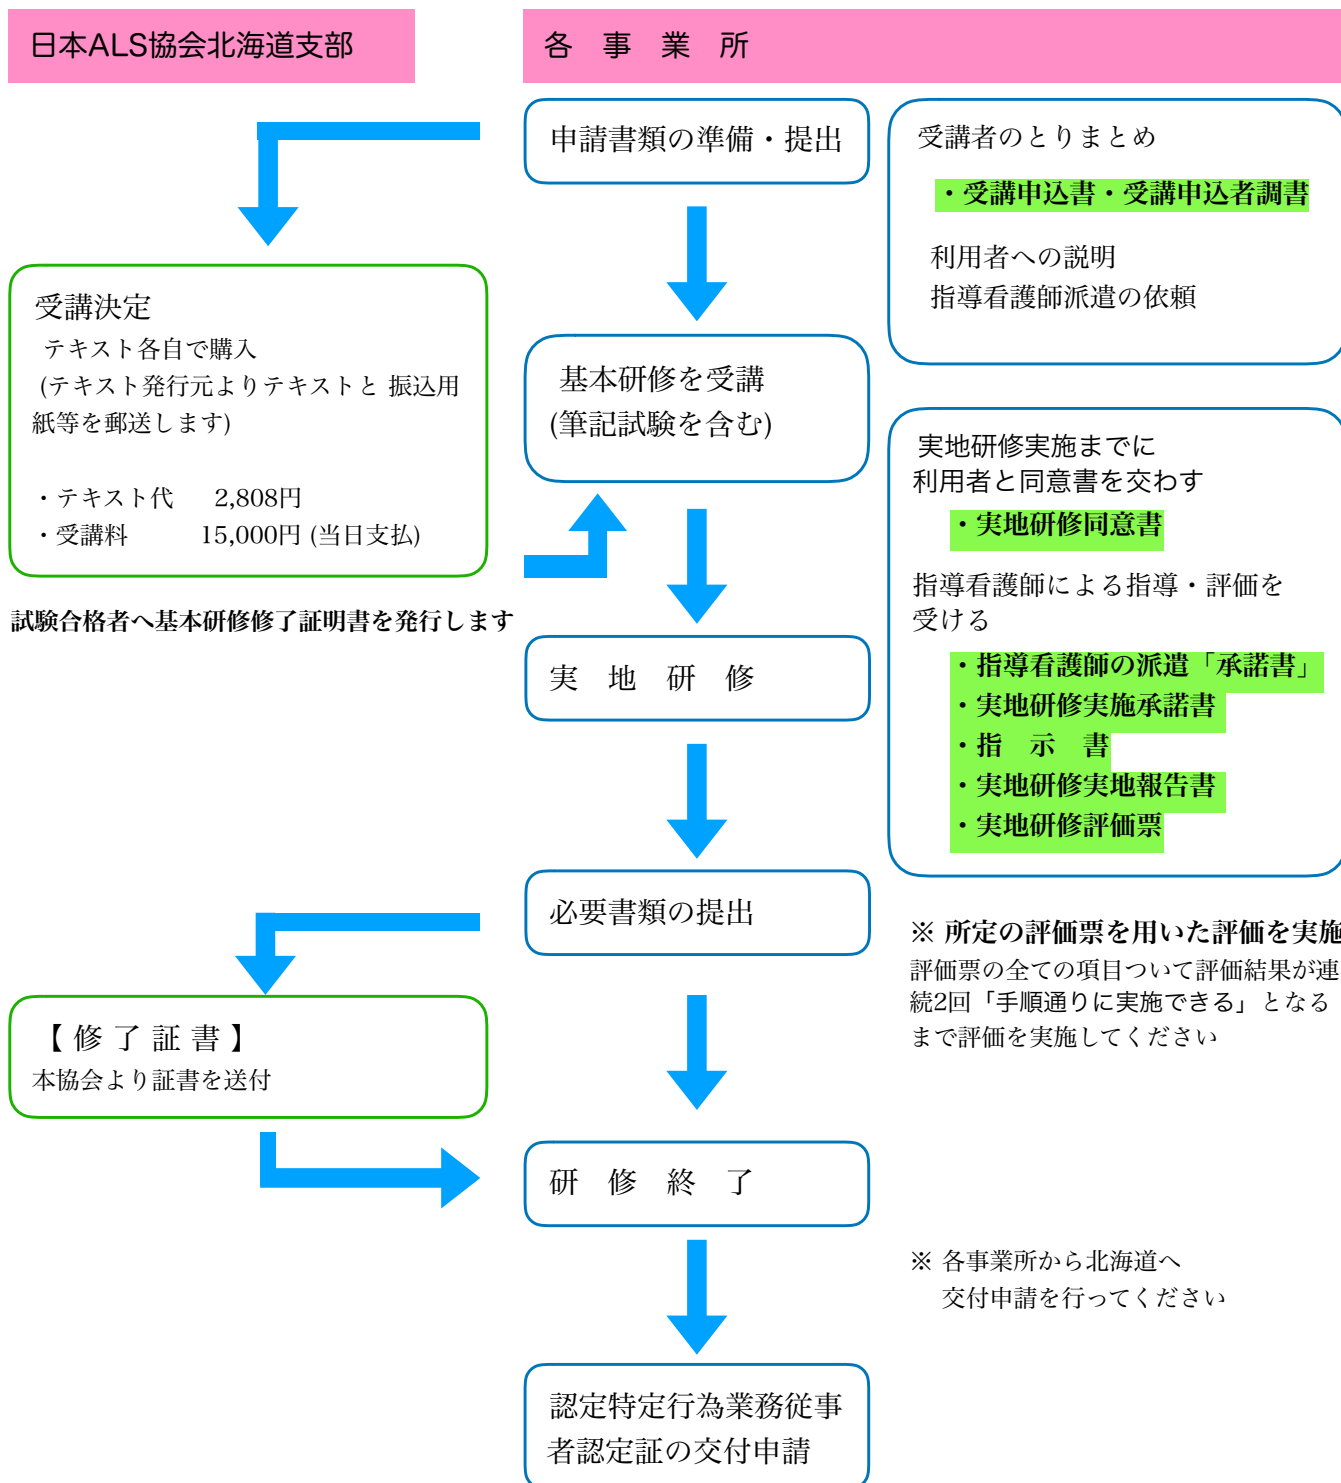 日本ALS協会北海道支部
各　事　業　所
申請書類の準備・提出
受講者のとりまとめ
・受講申込書・受講申込者調書
利用者への説明
指導看護師派遣の依頼
受講決定
テキスト各自で購入
(テキスト発行元よりテキストと 振込用
紙等を郵送します)
・テキスト代　 2,808円
・受講料　　　15,000円 (当日支払)
試験合格者へ基本研修修了証明書を発行します
基本研修を受講
(筆記試験を含む)
実地研修実施までに
利用者と同意書を交わす
・実地研修同意書
指導看護師による指導・評価を
受ける
・指導看護師の派遣「承諾書」
・実地研修実施承諾書
・指　示　書
・実地研修実地報告書
・実地研修評価票
実　地　研　修
必要書類の提出
※ 所定の評価票を用いた評価を実施
評価票の全ての項目ついて評価結果が連
続2回「手順通りに実施できる」となる
まで評価を実施してください
【 修 了 証 書 】
本協会より証書を送付
研　修　終　了
※ 各事業所から北海道へ
交付申請を行ってください
認定特定行為業務従事
者認定証の交付申請